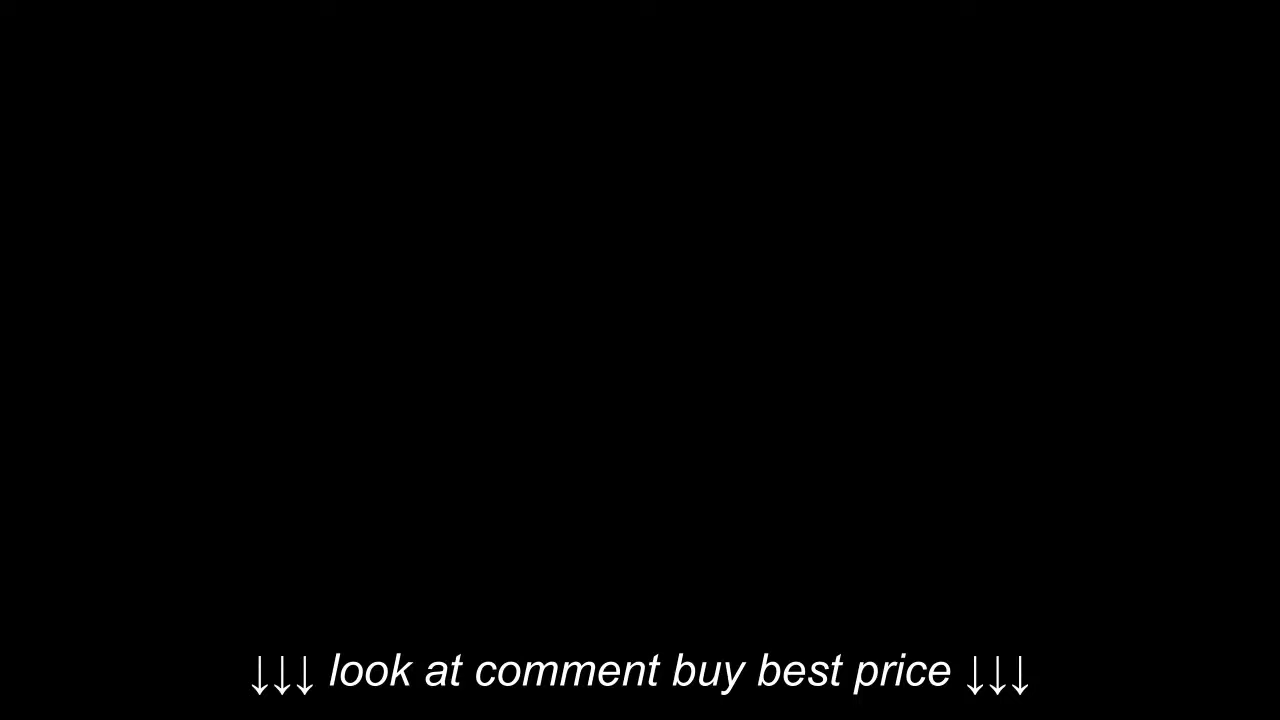 ↓↓↓ look at comment buy best price ↓↓↓